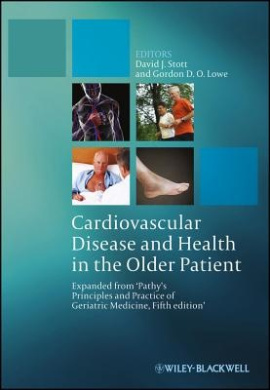 EDITORS
David J. Stott
and Gordon D. O. Lowe
Cardiovascular
Disease and Health
in the Older Patient
Expanded from 'Pathy's
Principles and Practice of
Geriatric Medicine, Fifth edition'
WILEY-BLACKWELL